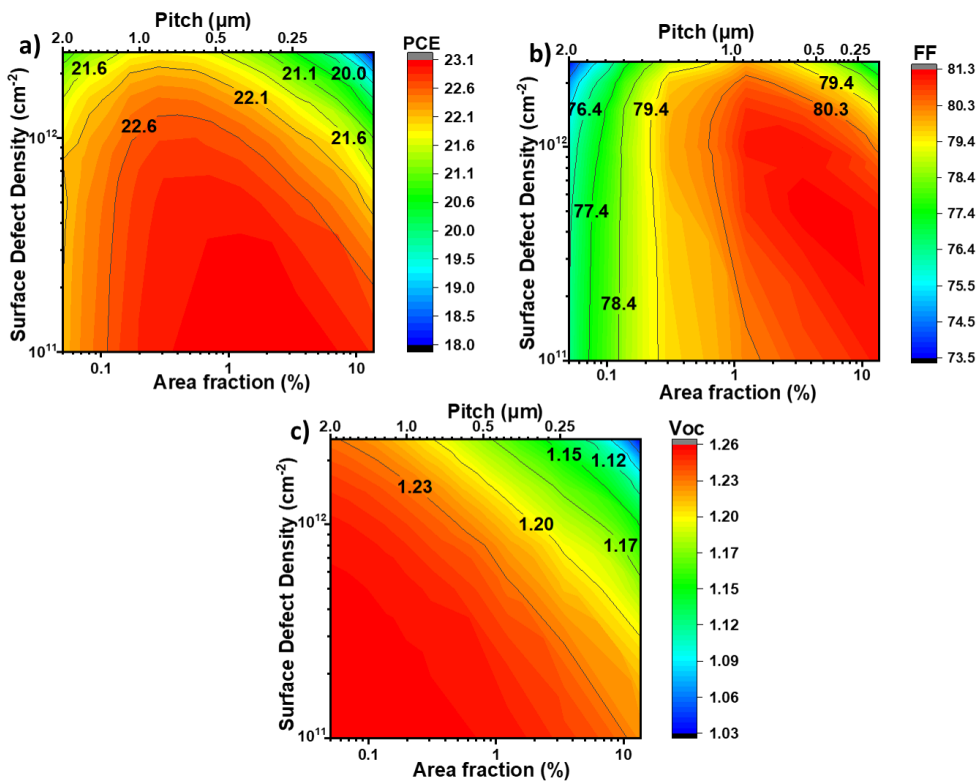 a)
Pitch (µm)
2.0 1.0 0.5 0.25
PCE
21.6 21.1 20.0
22.1
22.6 21.6
Surface Defect Density (cm⁻²)
10¹²
10¹¹
0.1 1 10
Area fraction (%)
23.1
22.6
22.1
21.6
21.1
20.6
20.0
19.5
19.0
18.5
18.0
b)
Pitch (µm)
2.0 1.0 0.5 0.25
FF
76.4 79.4 79.4
80.3
77.4
78.4
Surface Defect Density (cm⁻²)
10¹²
10¹¹
0.1 1 10
Area fraction (%)
81.3
80.3
79.4
78.4
77.4
76.4
75.5
74.5
73.5
c)
Pitch (µm)
2.0 1.0 0.5 0.25
Voc
1.15 1.12
1.23
1.20
1.17
Surface Defect Density (cm⁻²)
10¹²
10¹¹
0.1 1 10
Area fraction (%)
1.26
1.23
1.20
1.17
1.15
1.12
1.09
1.06
1.03